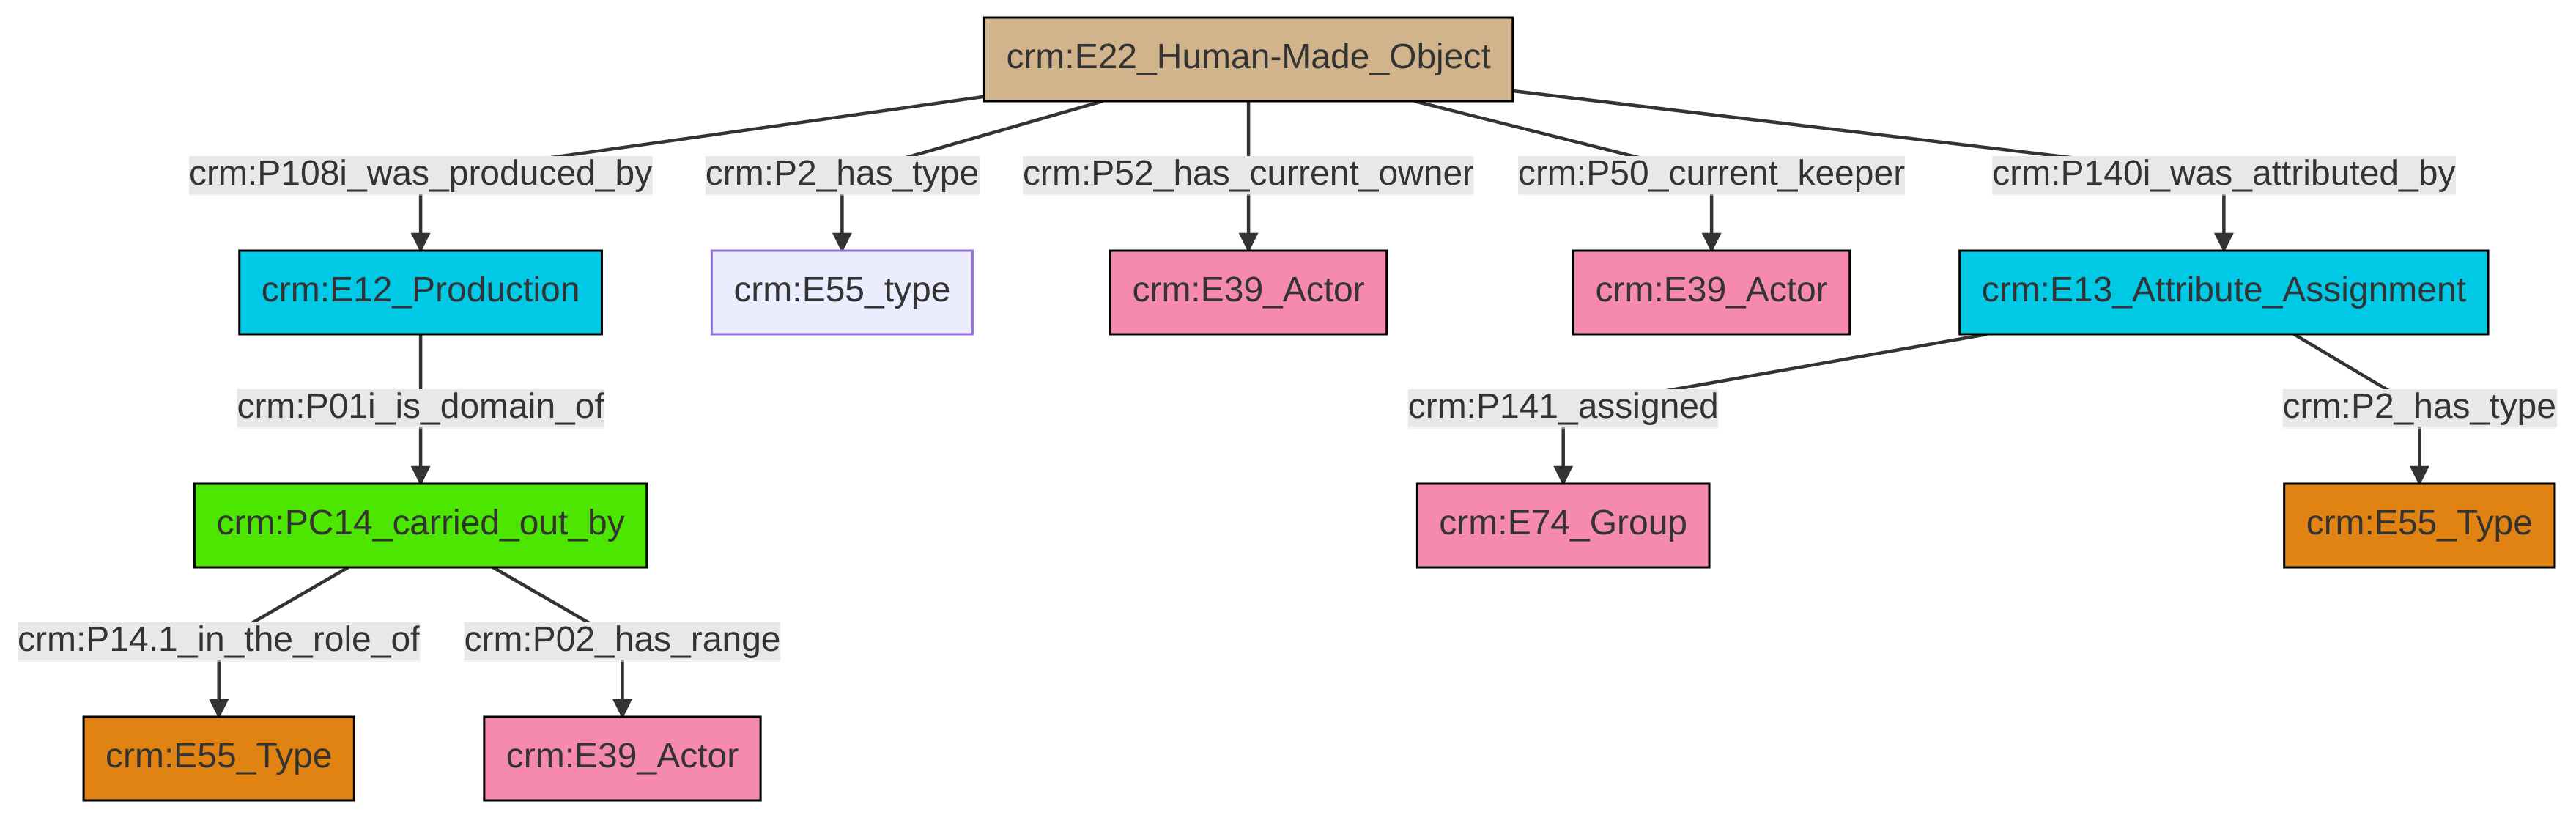 crm:E22_Human-Made_Object
crm:P108i_was_produced_by
crm:P2_has_type
crm:P52_has_current_owner
crm:P50_current_keeper
crm:P140i_was_attributed_by
crm:E12_Production
crm:E55_type
crm:E39_Actor
crm:E39_Actor
crm:E13_Attribute_Assignment
crm:P01i_is_domain_of
crm:P141_assigned
crm:P2_has_type
crm:PC14_carried_out_by
crm:E74_Group
crm:E55_Type
crm:P14.1_in_the_role_of
crm:P02_has_range
crm:E55_Type
crm:E39_Actor